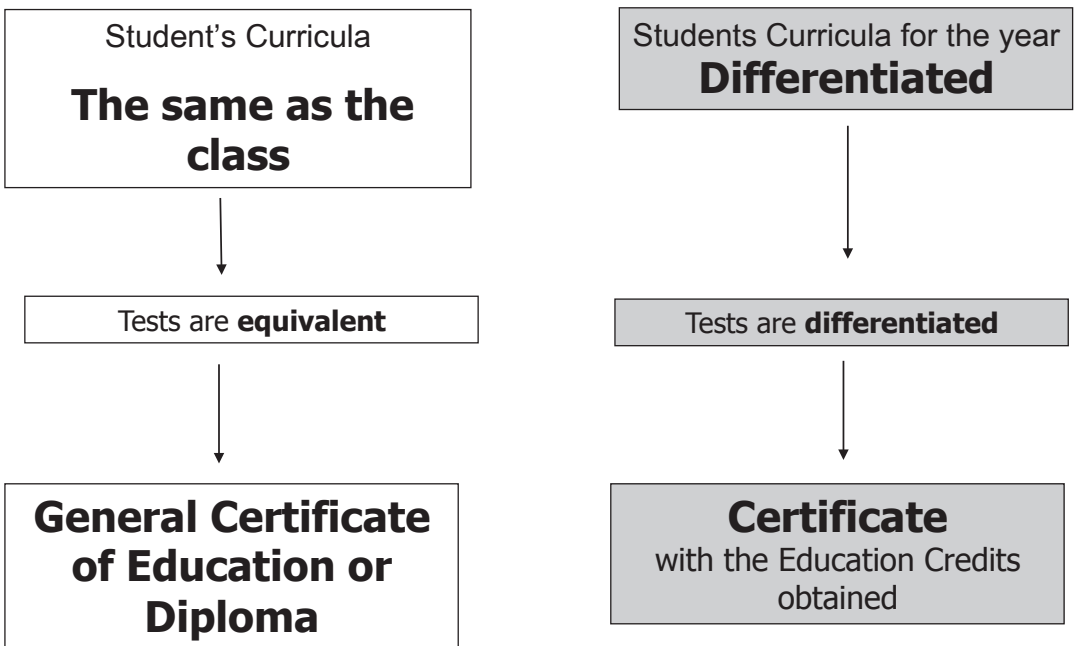 Student's Curricula
The same as the
class
Tests are equivalent
General Certificate
of Education or
Diploma
Students Curricula for the year
Differentiated
Tests are differentiated
Certificate
with the Education Credits
obtained